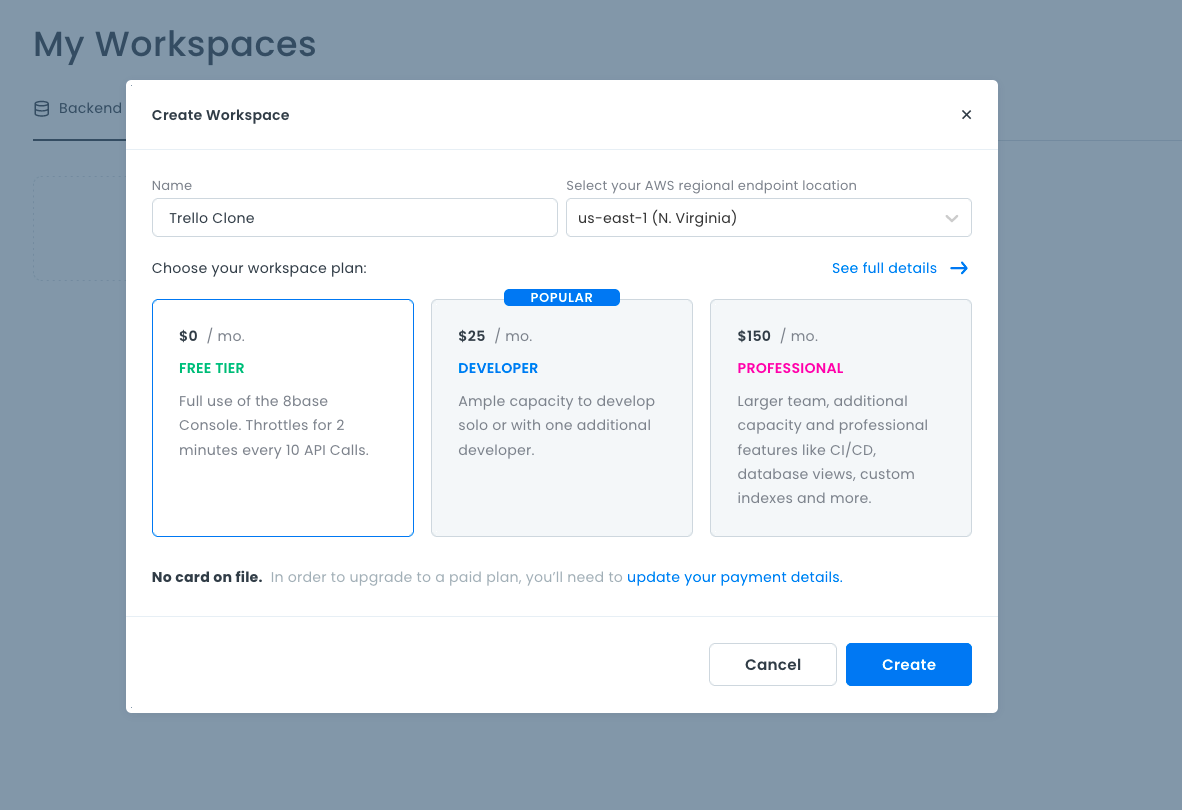 My Workspaces
Backend
Create Workspace
Name
Select your AWS regional endpoint location
Trello Clone
us-east-1 (N. Virginia)
Choose your workspace plan:
See full details
$0 / mo.
FREE TIER
Full use of the 8base
Console. Throttles for 2
minutes every 10 API Calls.
POPULAR
$25 / mo.
DEVELOPER
Ample capacity to develop
solo or with one additional
developer.
$150 / mo.
PROFESSIONAL
Larger team, additional
capacity and professional
features like CI/CD,
database views, custom
indexes and more.
No card on file. In order to upgrade to a paid plan, you’ll need to update your payment details.
Cancel
Create